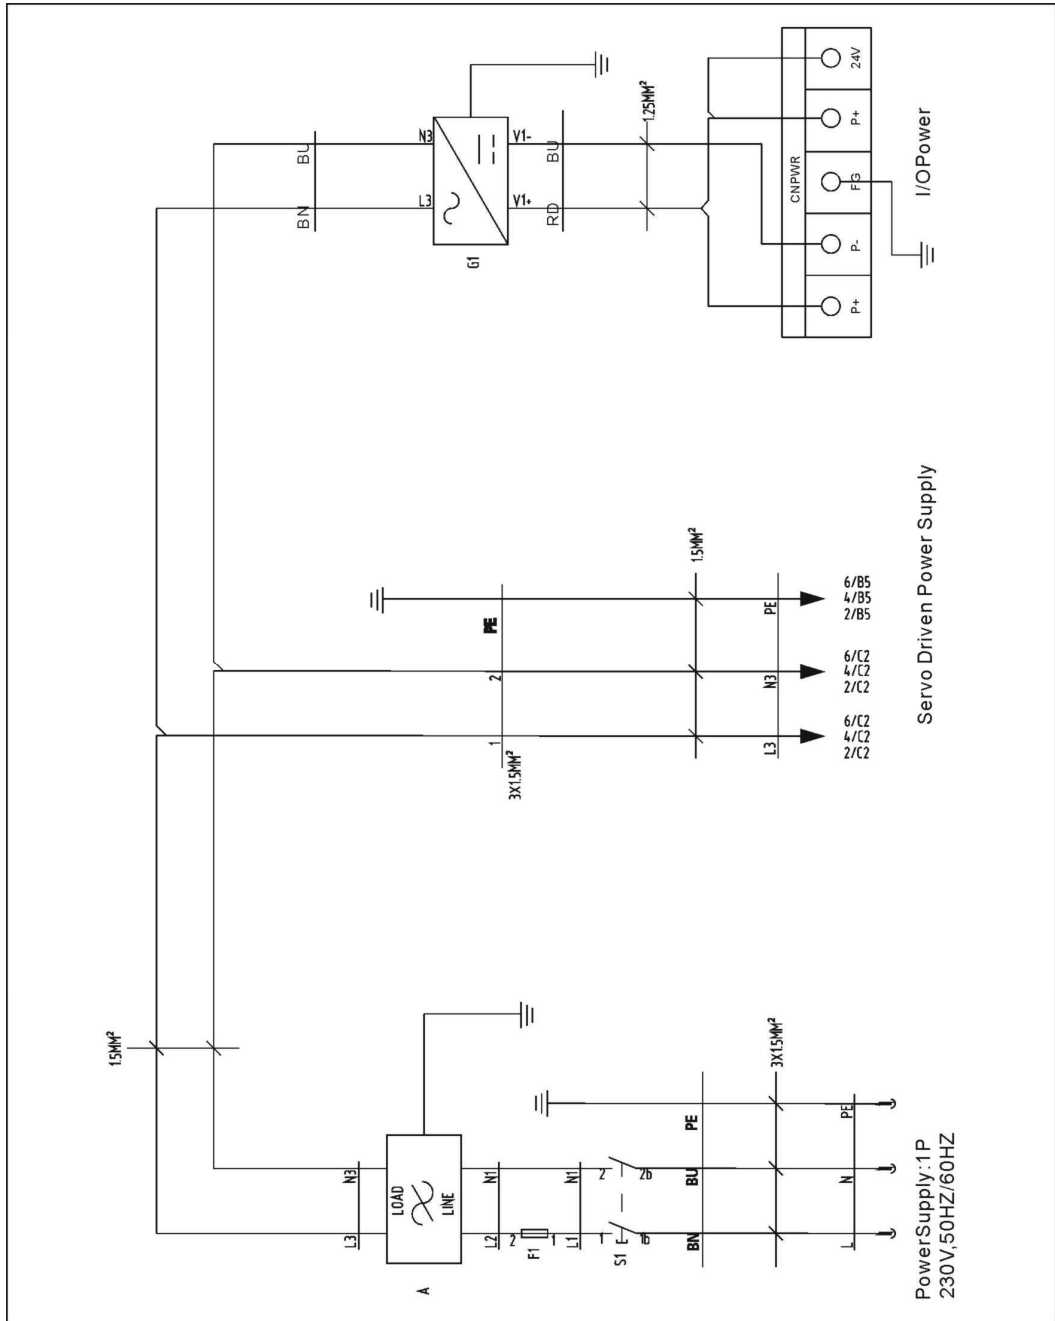 1.5MM²
L3
N3
LOAD
LINE
A
L2
N1
2
F1
1
L1
N1
1
E
1b
S1
2
2b
BN
BU
PE
3X1.5MM²
L
N
PE
PowerSupply:1P
230V,50HZ/60HZ
1
2
PE
3X1.5MM²
1.5MM²
L3
N3
PE
6/C2
4/C2
2/C2
6/C2
4/C2
2/C2
6/B5
4/B5
2/B5
Servo Driven Power Supply
BN
BU
L3
N3
G1
V1+
V1-
RD
BU
1.25MM²
CNPWR
P+
P-
FG
P+
24V
I/OPower